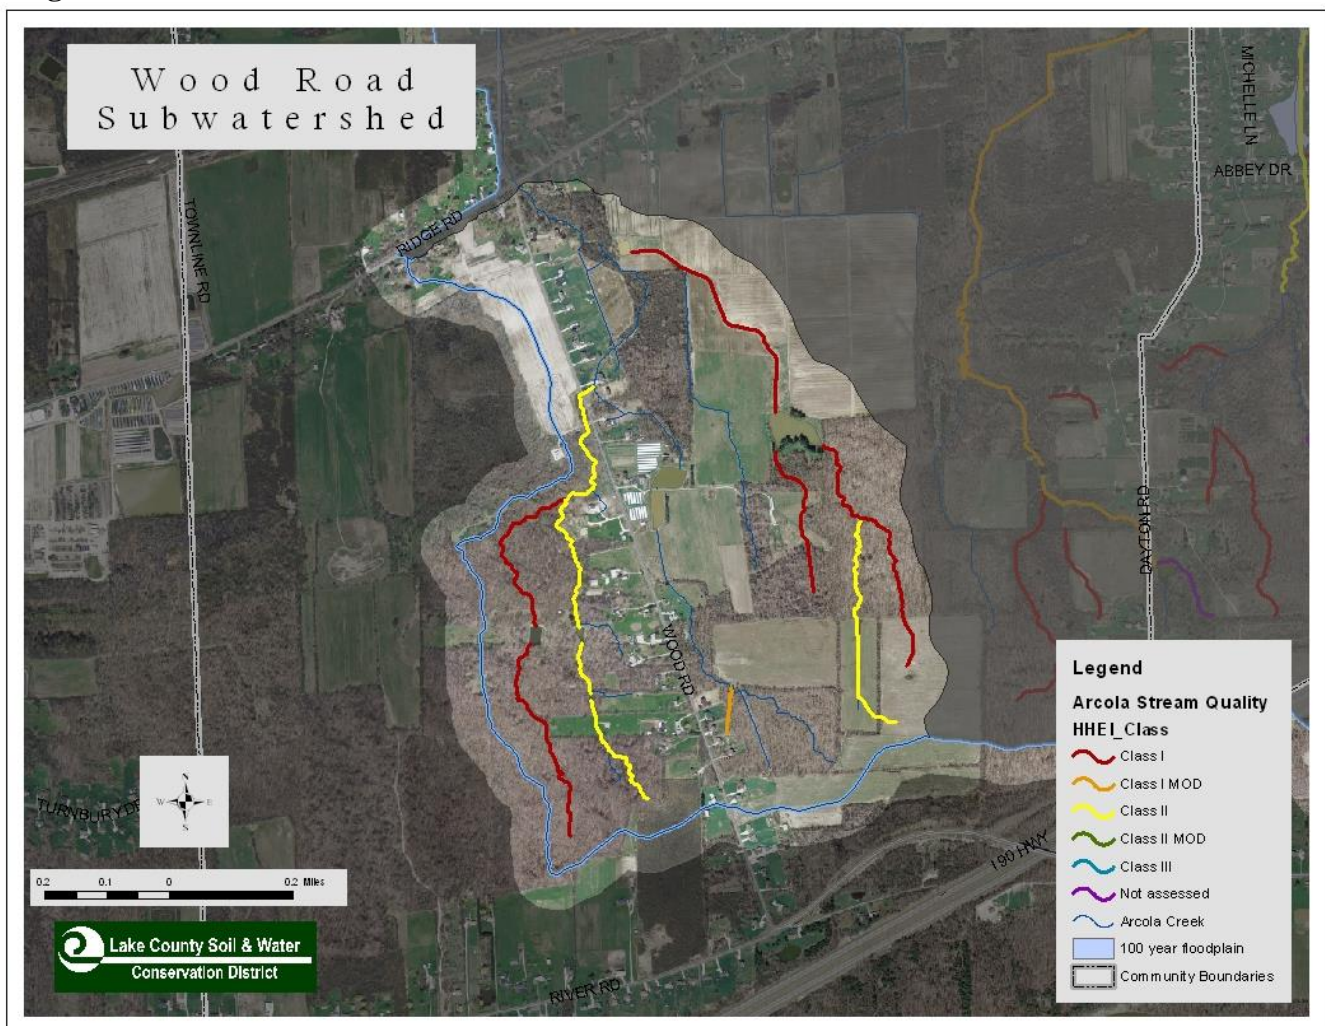 Wood Road
Subwatershed
MICHELLE LN
ABBEY DR
RIDGE RD
TOWNLINE RD
DAYTON RD
WOOD RD
Legend
Arcola Stream Quality
HHEI_Class
Class I
Class I MOD
Class II
Class II MOD
Class III
Not assessed
Arcola Creek
100 year floodplain
Community Boundaries
N
W E
S
TURNBURY DR
I 90 HWY
0.2 0.1 0 0.2 Miles
Lake County Soil & Water
Conservation District
RIVER RD